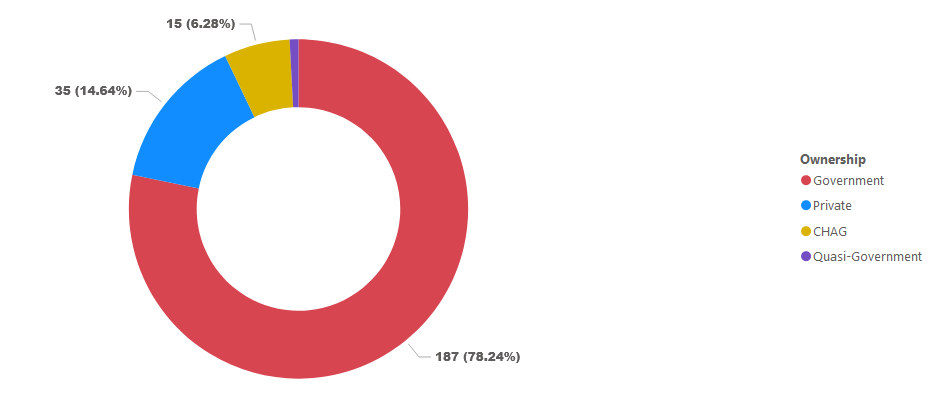 15 (6.28%)
35 (14.64%)
187 (78.24%)
Ownership
Government
Private
CHAG
Quasi-Government